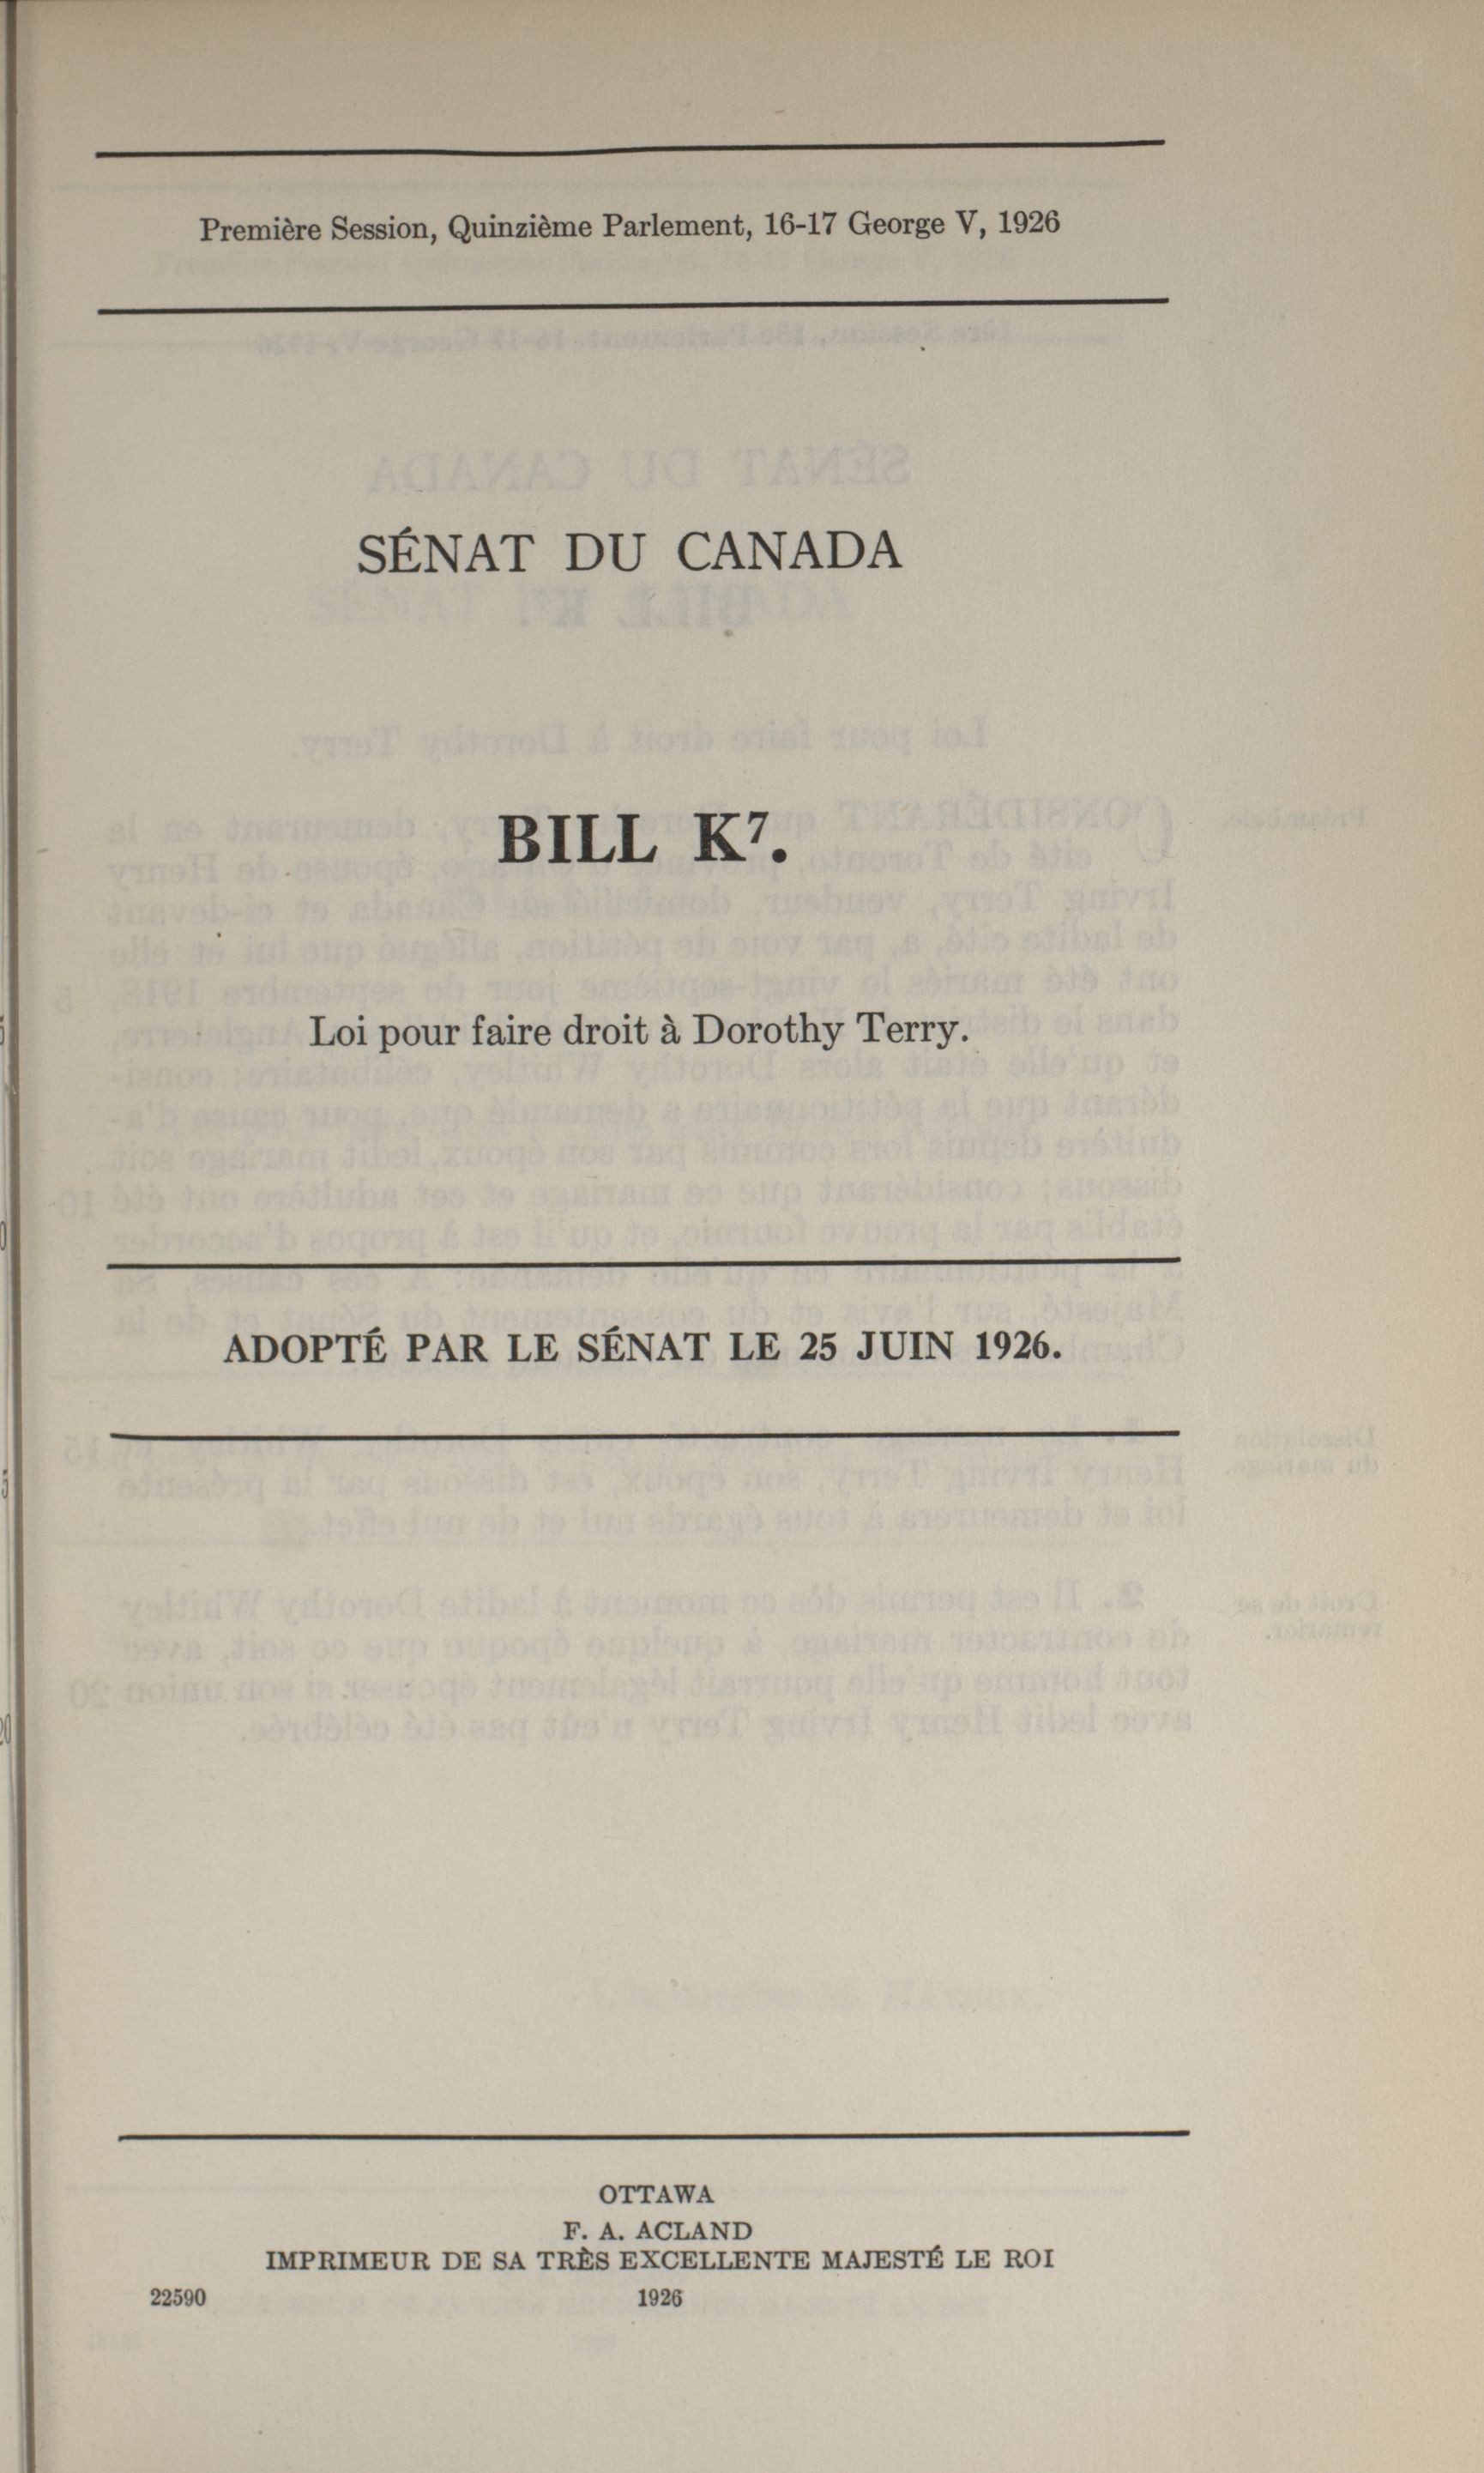 Première Session, Quinzième Parlement, 16-17 George V, 1926
SÉNAT DU CANADA
BILL K⁷.
Loi pour faire droit à Dorothy Terry.
ADOPTÉ PAR LE SÉNAT LE 25 JUIN 1926.
OTTAWA
F. A. ACLAND
IMPRIMEUR DE SA TRÈS EXCELLENTE MAJESTÉ LE ROI
22590 1926